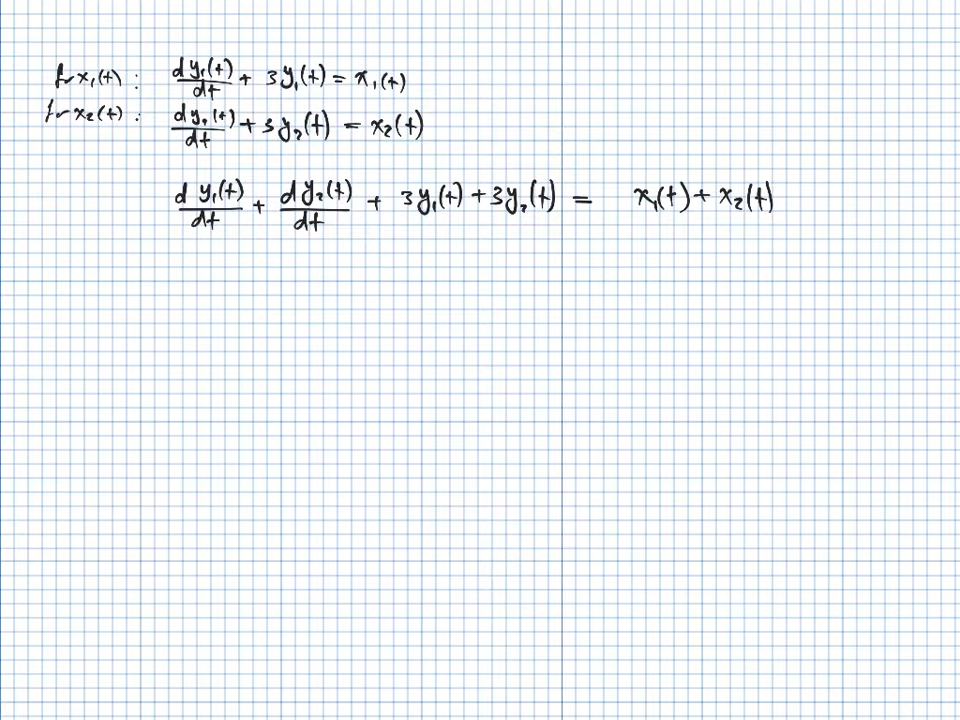 for x₁(t) : dy₁(t)/dt + 3y₁(t) = x₁(t)
for x₂(t) : dy₂(t)/dt + 3y₂(t) = x₂(t)
dy₁(t)/dt + dy₂(t)/dt + 3y₁(t) + 3y₂(t) = x₁(t) + x₂(t)